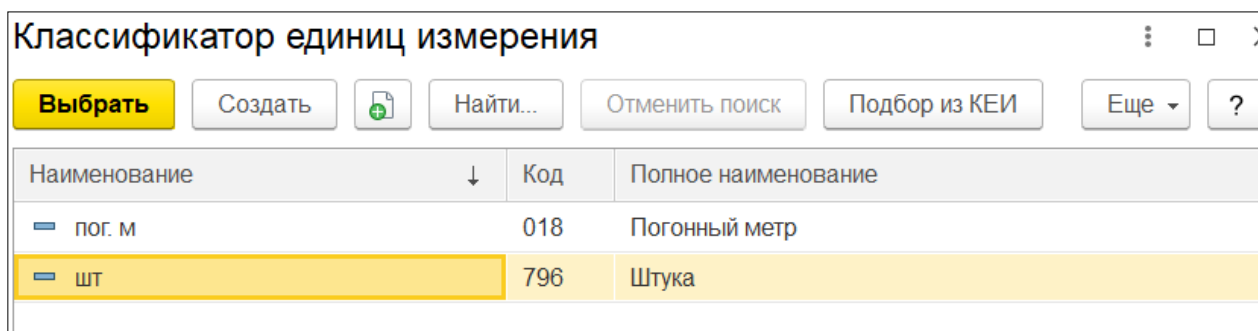 Классификатор единиц измерения
Выбрать Создать Найти... Отменить поиск Подбор из КЕИ Еще ?
Наименование ↓ Код Полное наименование
пог. м 018 Погонный метр
шт 796 Штука